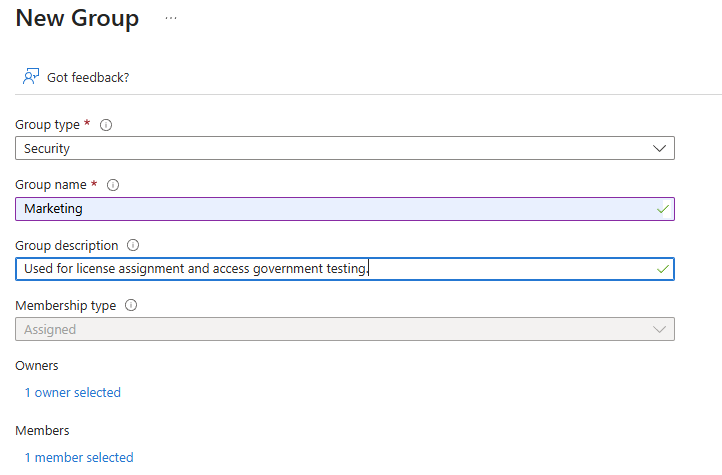 New Group ...
Got feedback?
Group type *
Security
Group name *
Marketing
Group description
Used for license assignment and access government testing.
Membership type
Assigned
Owners
1 owner selected
Members
1 member selected